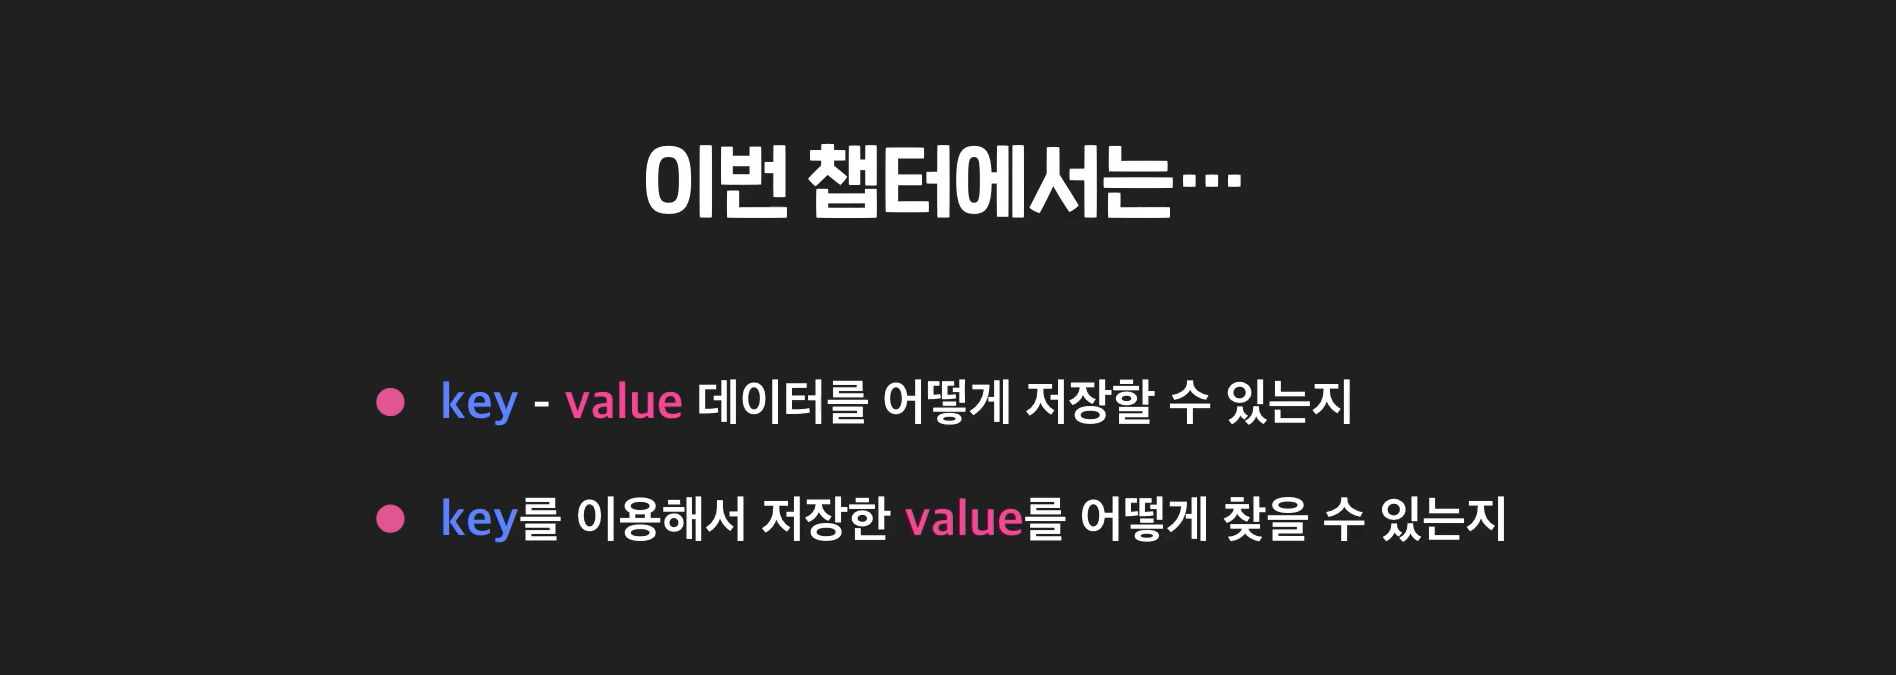 이번 챕터에서는…
key - value 데이터를 어떻게 저장할 수 있는지
key를 이용해서 저장한 value를 어떻게 찾을 수 있는지